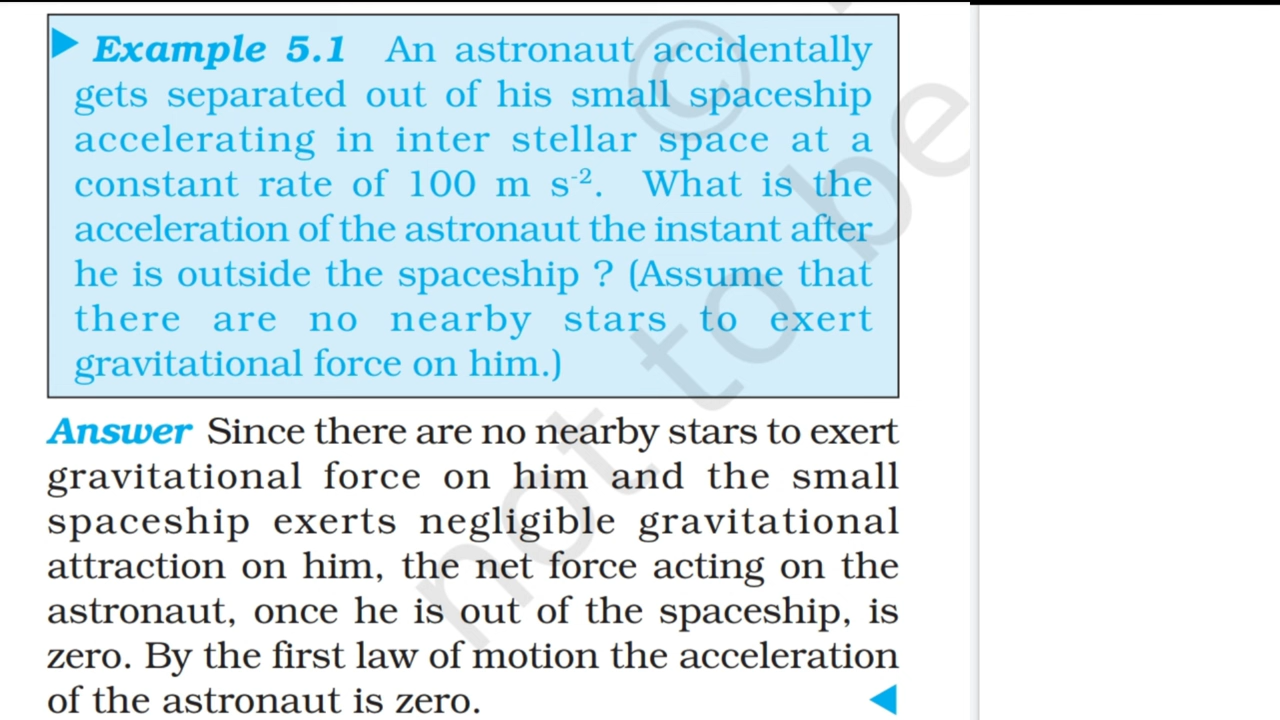 Example 5.1 An astronaut accidentally
gets separated out of his small spaceship
accelerating in inter stellar space at a
constant rate of 100 m s⁻². What is the
acceleration of the astronaut the instant after
he is outside the spaceship ? (Assume that
there are no nearby stars to exert
gravitational force on him.)
Answer Since there are no nearby stars to exert
gravitational force on him and the small
spaceship exerts negligible gravitational
attraction on him, the net force acting on the
astronaut, once he is out of the spaceship, is
zero. By the first law of motion the acceleration
of the astronaut is zero.
©
not to be